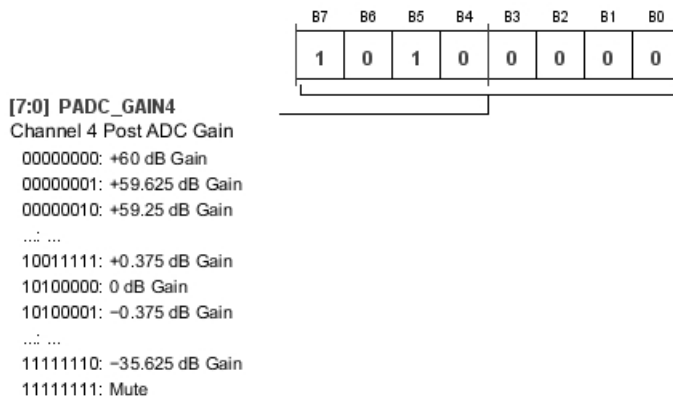 B7 B6 B5 B4 B3 B2 B1 B0
1 0 1 0 0 0 0 0
[7:0] PADC_GAIN4
Channel 4 Post ADC Gain
00000000: +60 dB Gain
00000001: +59.625 dB Gain
00000010: +59.25 dB Gain
...: ...
10011111: +0.375 dB Gain
10100000: 0 dB Gain
10100001: −0.375 dB Gain
...: ...
11111110: −35.625 dB Gain
11111111: Mute